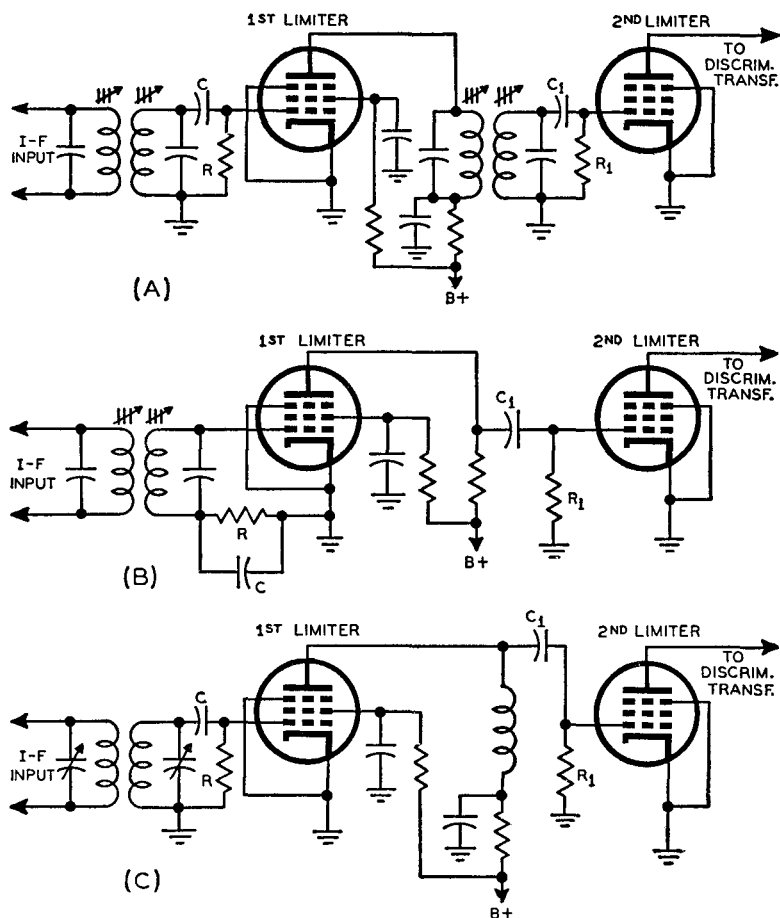 1ST LIMITER
2ND LIMITER
TO
DISCRIM.
TRANSF.
C
C1
I-F
INPUT
R
R1
B+
(A)
1ST LIMITER
2ND LIMITER
TO
DISCRIM.
TRANSF.
C1
I-F
INPUT
R
R1
C
B+
(B)
1ST LIMITER
C1
2ND LIMITER
TO
DISCRIM.
TRANSF.
C
I-F
INPUT
R
R1
B+
(C)